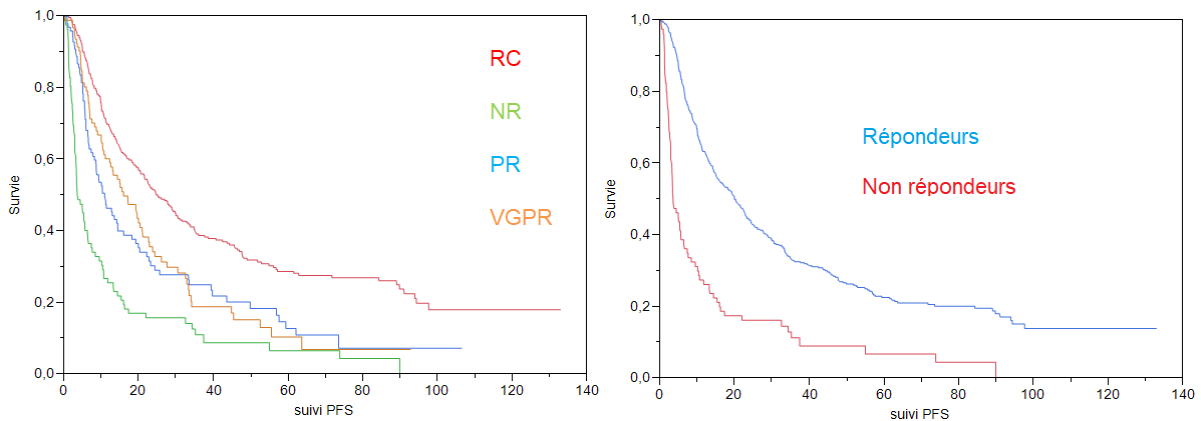 1,0
0,8
0,6
0,4
0,2
0,0
Survie
0 20 40 60 80 100 120 140
suivi PFS
RC
NR
PR
VGPR
1,0
0,8
0,6
0,4
0,2
0,0
Survie
0 20 40 60 80 100 120 140
suivi PFS
Répondeurs
Non répondeurs